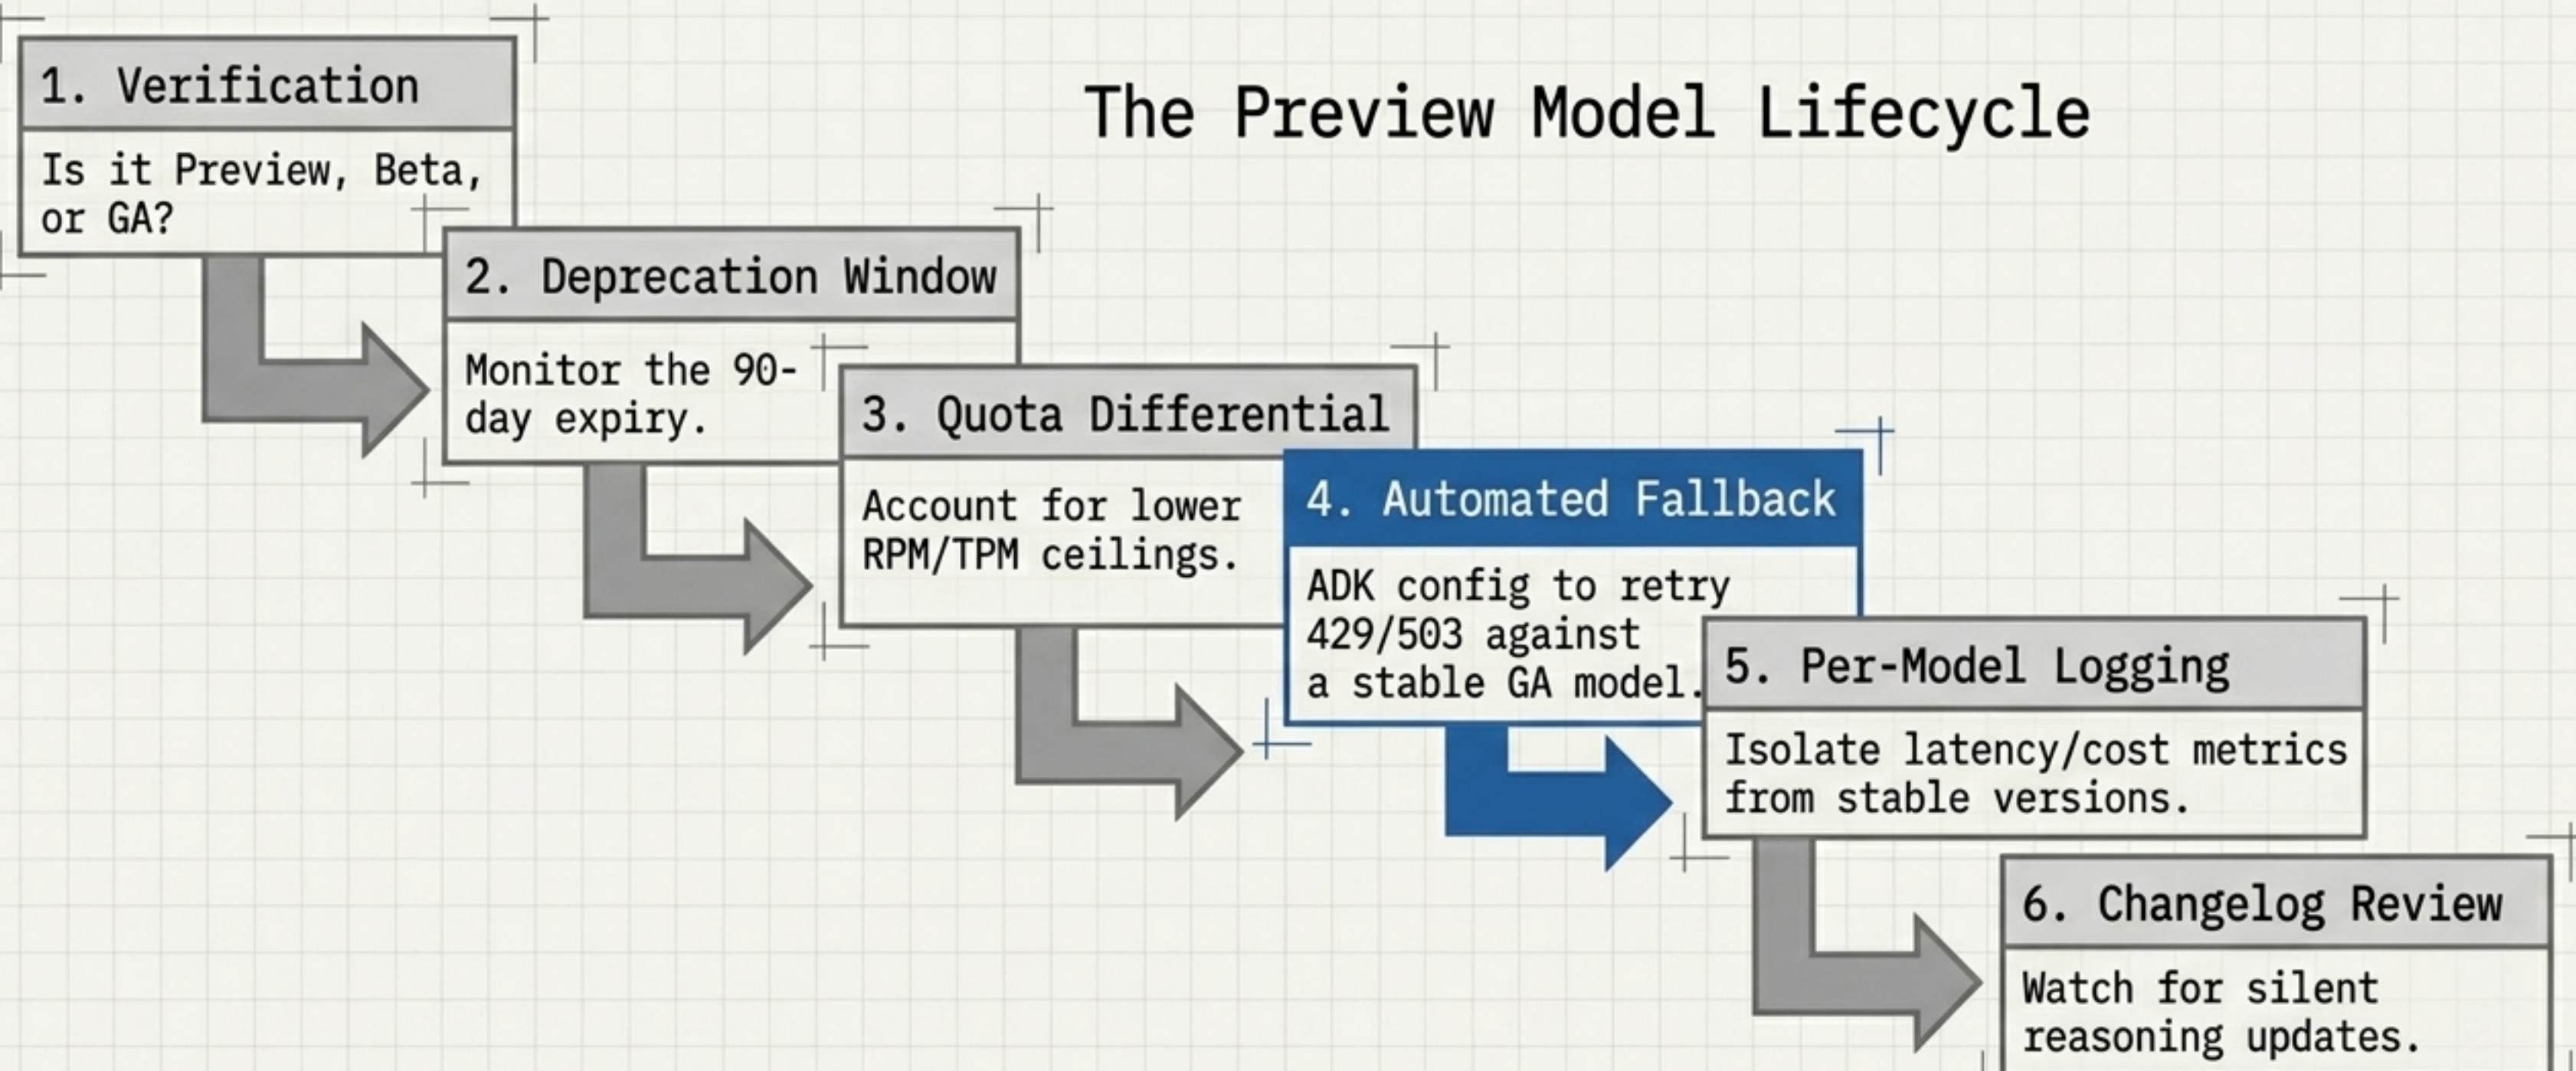 The Preview Model Lifecycle
1. Verification
Is it Preview, Beta,
or GA?
2. Deprecation Window
Monitor the 90-
day expiry.
3. Quota Differential
Account for lower
RPM/TPM ceilings.
4. Automated Fallback
ADK config to retry
429/503 against
a stable GA model.
5. Per-Model Logging
Isolate latency/cost metrics
from stable versions.
6. Changelog Review
Watch for silent
reasoning updates.